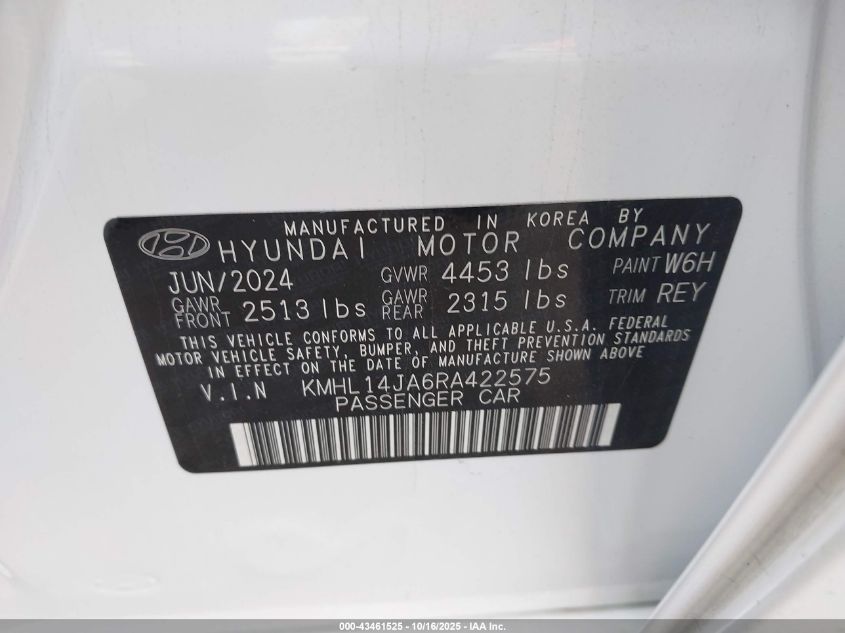 MANUFACTURED IN KOREA BY
HYUNDAI MOTOR COMPANY
JUN/2024 GVWR 4453 lbs PAINT W6H
GAWR FRONT 2513 lbs GAWR REAR 2315 lbs TRIM REY
THIS VEHICLE CONFORMS TO ALL APPLICABLE U.S.A. FEDERAL
MOTOR VEHICLE SAFETY, BUMPER, AND THEFT PREVENTION STANDARDS
IN EFFECT ON THE DATE OF MANUFACTURE SHOWN ABOVE
V.I.N KMHL14JA6RA422575
PASSENGER CAR
000-43461525 - 10/16/2025 - IAA Inc.